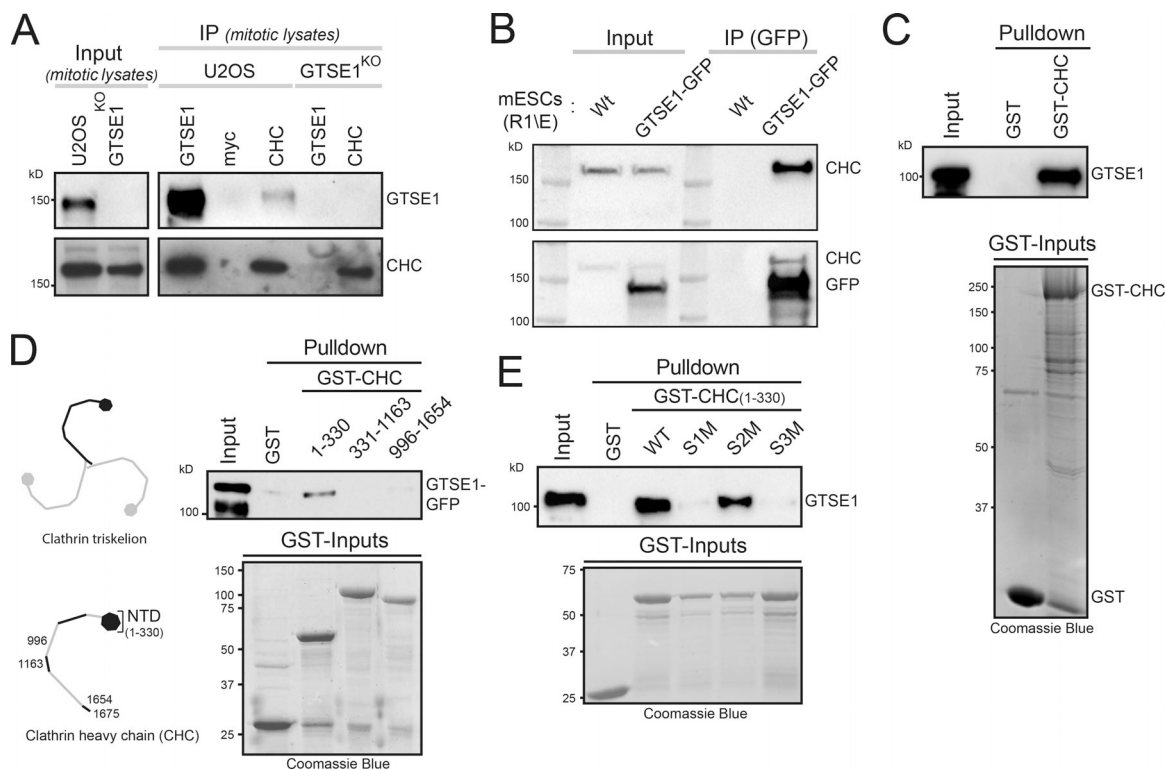 A
IP (mitotic lysates)
Input
(mitotic lysates)
U2OS
GTSE1KO
U2OS
GTSE1KO
GTSE1
myc
CHC
GTSE1
CHC
kD
150
GTSE1
150
CHC
B
Input
IP (GFP)
mESCs
(R1\E)
:
Wt
GTSE1-GFP
Wt
GTSE1-GFP
kD
150
CHC
100
CHC
150
GFP
100
C
Pulldown
Input
GST
GST-CHC
kD
100
GTSE1
GST-Inputs
250
GST-CHC
150
100
75
50
37
GST
Coomassie Blue
D
Clathrin triskelion
NTD
(1-330)
996
1163
1654
1675
Clathrin heavy chain (CHC)
Pulldown
GST-CHC
Input
GST
1-330
331-1163
996-1654
kD
GTSE1-
GFP
100
GST-Inputs
100
75
50
37
25
Coomassie Blue
E
Pulldown
GST-CHC(1-330)
Input
GST
WT
S1M
S2M
S3M
kD
100
GTSE1
GST-Inputs
75
50
37
25
Coomassie Blue